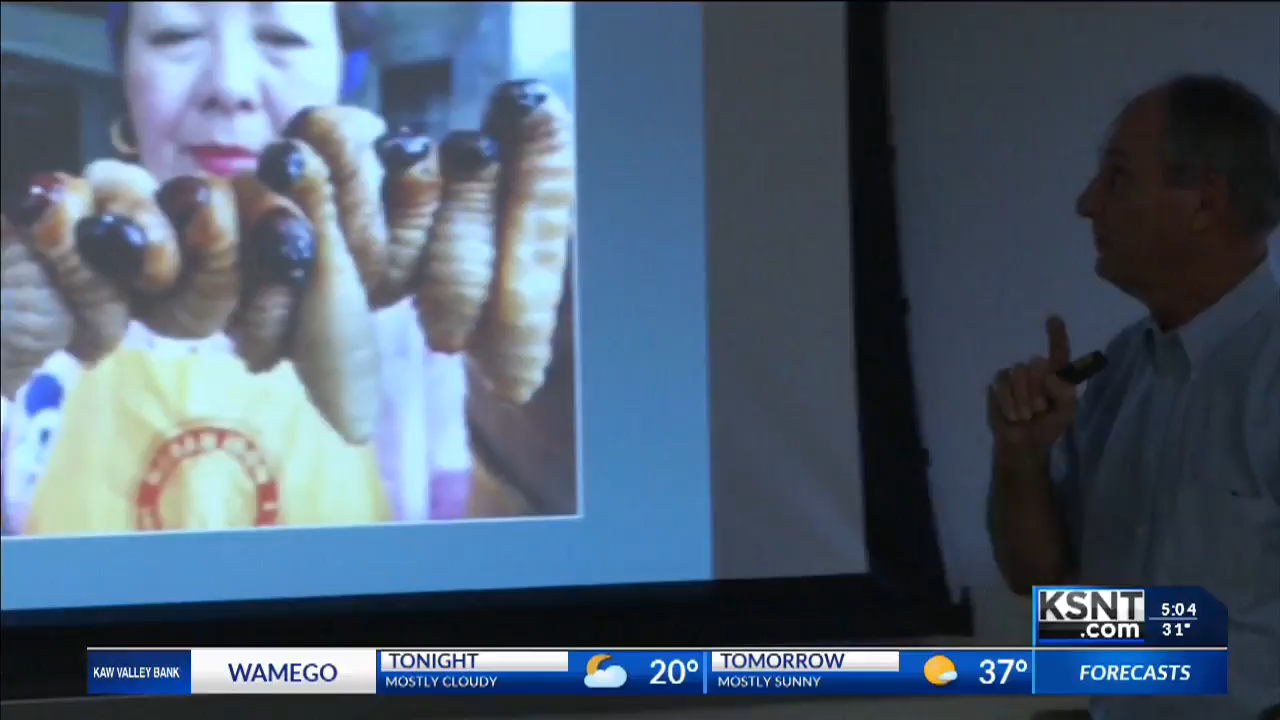 KSNT
.com
5:04
31°
KAW VALLEY BANK
WAMEGO
TONIGHT
MOSTLY CLOUDY
20°
TOMORROW
MOSTLY SUNNY
37°
FORECASTS